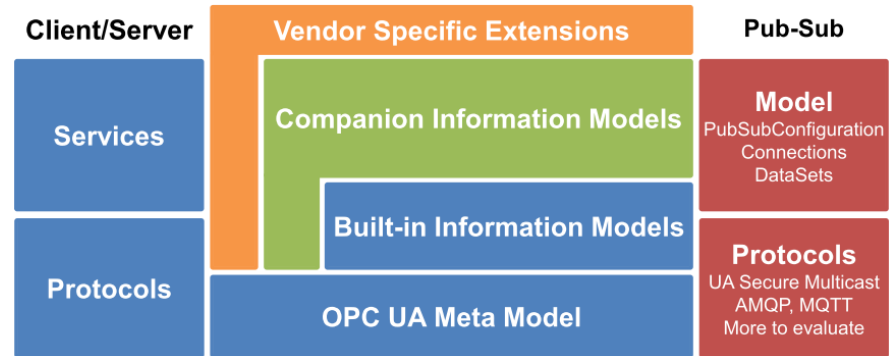 Client/Server
Vendor Specific Extensions
Pub-Sub
Services
Companion Information Models
Model
PubSubConfiguration
Connections
DataSets
Built-in Information Models
Protocols
OPC UA Meta Model
Protocols
UA Secure Multicast
AMQP, MQTT
More to evaluate